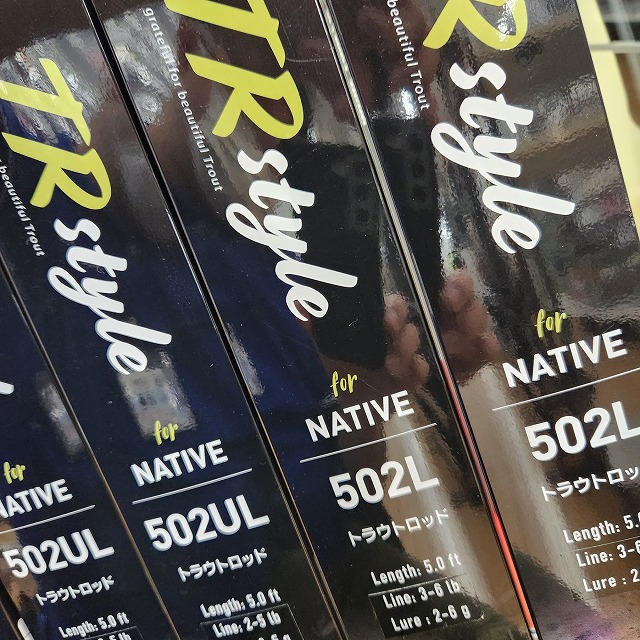 for
NATIVE
502UL
トラウトロッド
TR style
beautiful Trout
for
NATIVE
502UL
トラウトロッド
Length: 5.0 ft
Line: 2-5 lb
TR style
grateful for beautiful Trout
for
NATIVE
502L
トラウトロッド
Length: 5.0 ft
Line: 3-6 lb
Lure : 2-6 g
style
beautiful Trout
for
NATIVE
502L
トラウトロッド
Length: 5.0
Line: 3-6
Lure : 2